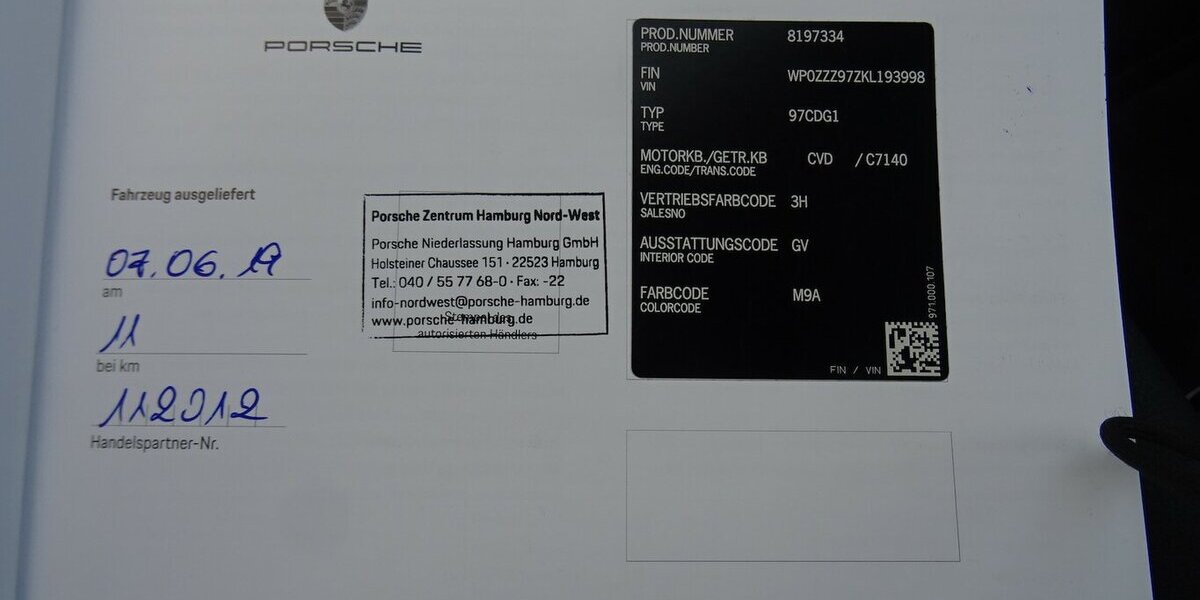 PORSCHE
Fahrzeug ausgeliefert
07.06.19
am
11
bei km
112012
Handelspartner-Nr.
Porsche Zentrum Hamburg Nord-West
Porsche Niederlassung Hamburg GmbH
Holsteiner Chaussee 151 · 22523 Hamburg
Tel.: 040 / 55 77 68-0 · Fax: -22
info-nordwest@porsche-hamburg.de
www.porsche-hamburg.de
Stempel des
autorisierten Händlers
PROD.NUMMER 8197334
PROD.NUMBER
FIN WP0ZZZ97ZKL193998
VIN
TYP 97CDG1
TYPE
MOTORKB./GETR.KB CVD / C7140
ENG.CODE/TRANS.CODE
VERTRIEBSFARBCODE 3H
SALESNO
AUSSTATTUNGSCODE GV
INTERIOR CODE
FARBCODE M9A
COLORCODE
971.000.107
FIN / VIN